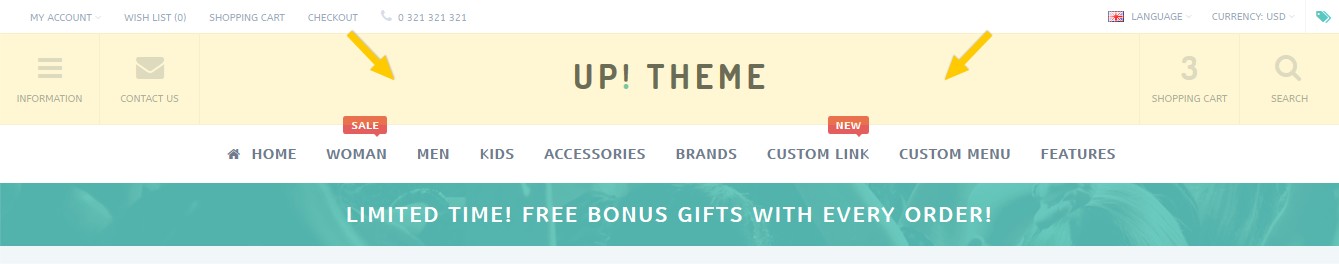 MY ACCOUNT WISH LIST (0) SHOPPING CART CHECKOUT 0 321 321 321 LANGUAGE CURRENCY: USD
UP! THEME
3
INFORMATION CONTACT US SHOPPING CART SEARCH
SALE NEW
HOME WOMAN MEN KIDS ACCESSORIES BRANDS CUSTOM LINK CUSTOM MENU FEATURES
LIMITED TIME! FREE BONUS GIFTS WITH EVERY ORDER!